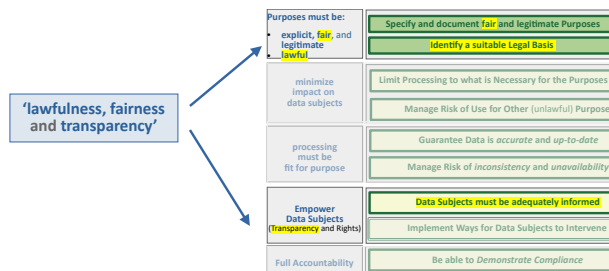 Purposes must be:
• explicit, fair, and
legitimate
• lawful
Specify and document fair and legitimate Purposes
Identify a suitable Legal Basis
minimize
impact on
data subjects
Limit Processing to what is Necessary for the Purposes
Manage Risk of Use for Other (unlawful) Purpose
'lawfulness, fairness
and transparency'
processing
must be
fit for purpose
Guarantee Data is accurate and up-to-date
Manage Risk of inconsistency and unavailability
Empower
Data Subjects
(Transparency and Rights)
Data Subjects must be adequately informed
Implement Ways for Data Subjects to Intervene
Full Accountability
Be able to Demonstrate Compliance